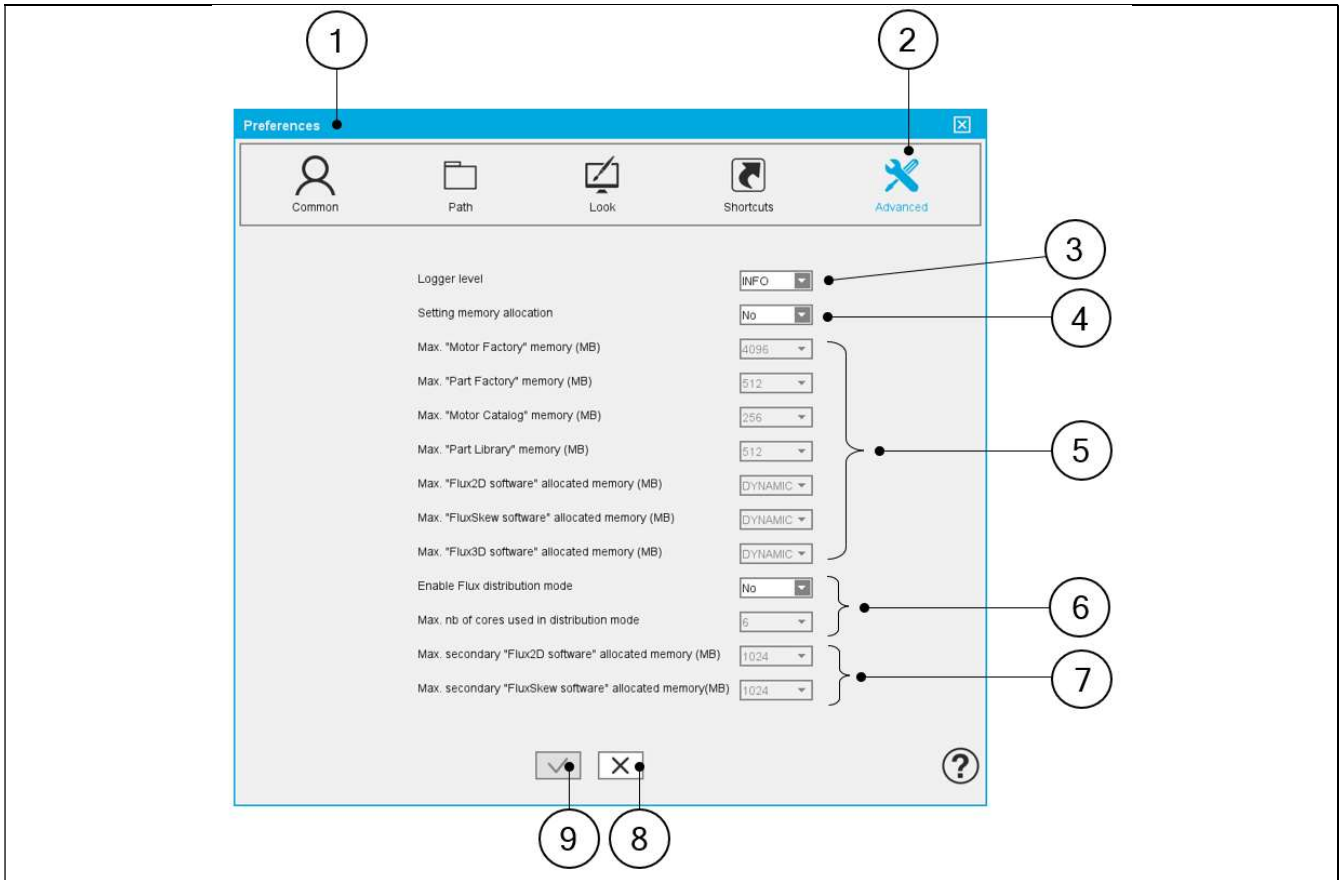 1
2
Preferences
Common
Path
Look
Shortcuts
Advanced
3
Logger level
INFO
4
Setting memory allocation
No
Max. "Motor Factory" memory (MB)
4096
Max. "Part Factory" memory (MB)
512
Max. "Motor Catalog" memory (MB)
256
5
Max. "Part Library" memory (MB)
512
Max. "Flux2D software" allocated memory (MB)
DYNAMIC
Max. "FluxSkew software" allocated memory (MB)
DYNAMIC
Max. "Flux3D software" allocated memory (MB)
DYNAMIC
Enable Flux distribution mode
No
6
Max. nb of cores used in distribution mode
6
Max. secondary "Flux2D software" allocated memory (MB)
1024
7
Max. secondary "FluxSkew software" allocated memory(MB)
1024
?
9
8